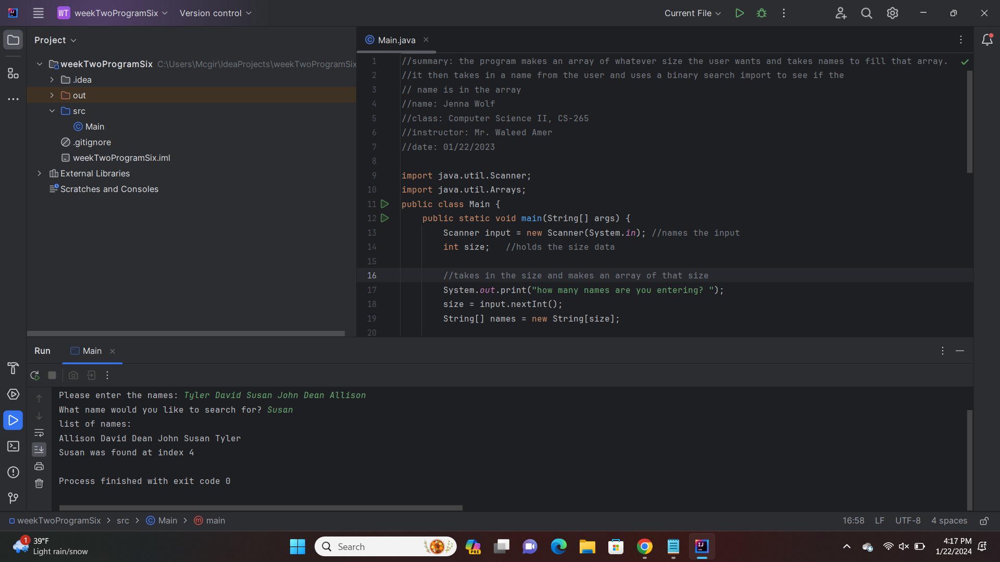 WT weekTwoProgramSix Version control Current File
Project
weekTwoProgramSix C:\Users\Mcgir\IdeaProjects\weekTwoProgramSix
.idea
out
src
Main
.gitignore
weekTwoProgramSix.iml
External Libraries
Scratches and Consoles
Main.java
1 //summary: the program makes an array of whatever size the user wants and takes names to fill that array.
2 //it then takes in a name from the user and uses a binary search import to see if the
3 // name is in the array
4 //name: Jenna Wolf
5 //class: Computer Science II, CS-265
6 //instructor: Mr. Waleed Amer
7 //date: 01/22/2023
8
9 import java.util.Scanner;
10 import java.util.Arrays;
11 public class Main {
12 public static void main(String[] args) {
13 Scanner input = new Scanner(System.in); //names the input
14 int size; //holds the size data
15
16 //takes in the size and makes an array of that size
17 System.out.print("how many names are you entering? ");
18 size = input.nextInt();
19 String[] names = new String[size];
20
Run Main
Please enter the names: Tyler David Susan John Dean Allison
What name would you like to search for? Susan
list of names:
Allison David Dean John Susan Tyler
Susan was found at index 4
Process finished with exit code 0
weekTwoProgramSix > src > Main > main 16:58 LF UTF-8 4 spaces
1 39°F
Light rain/snow
Search
PRE
4:17 PM
1/22/2024